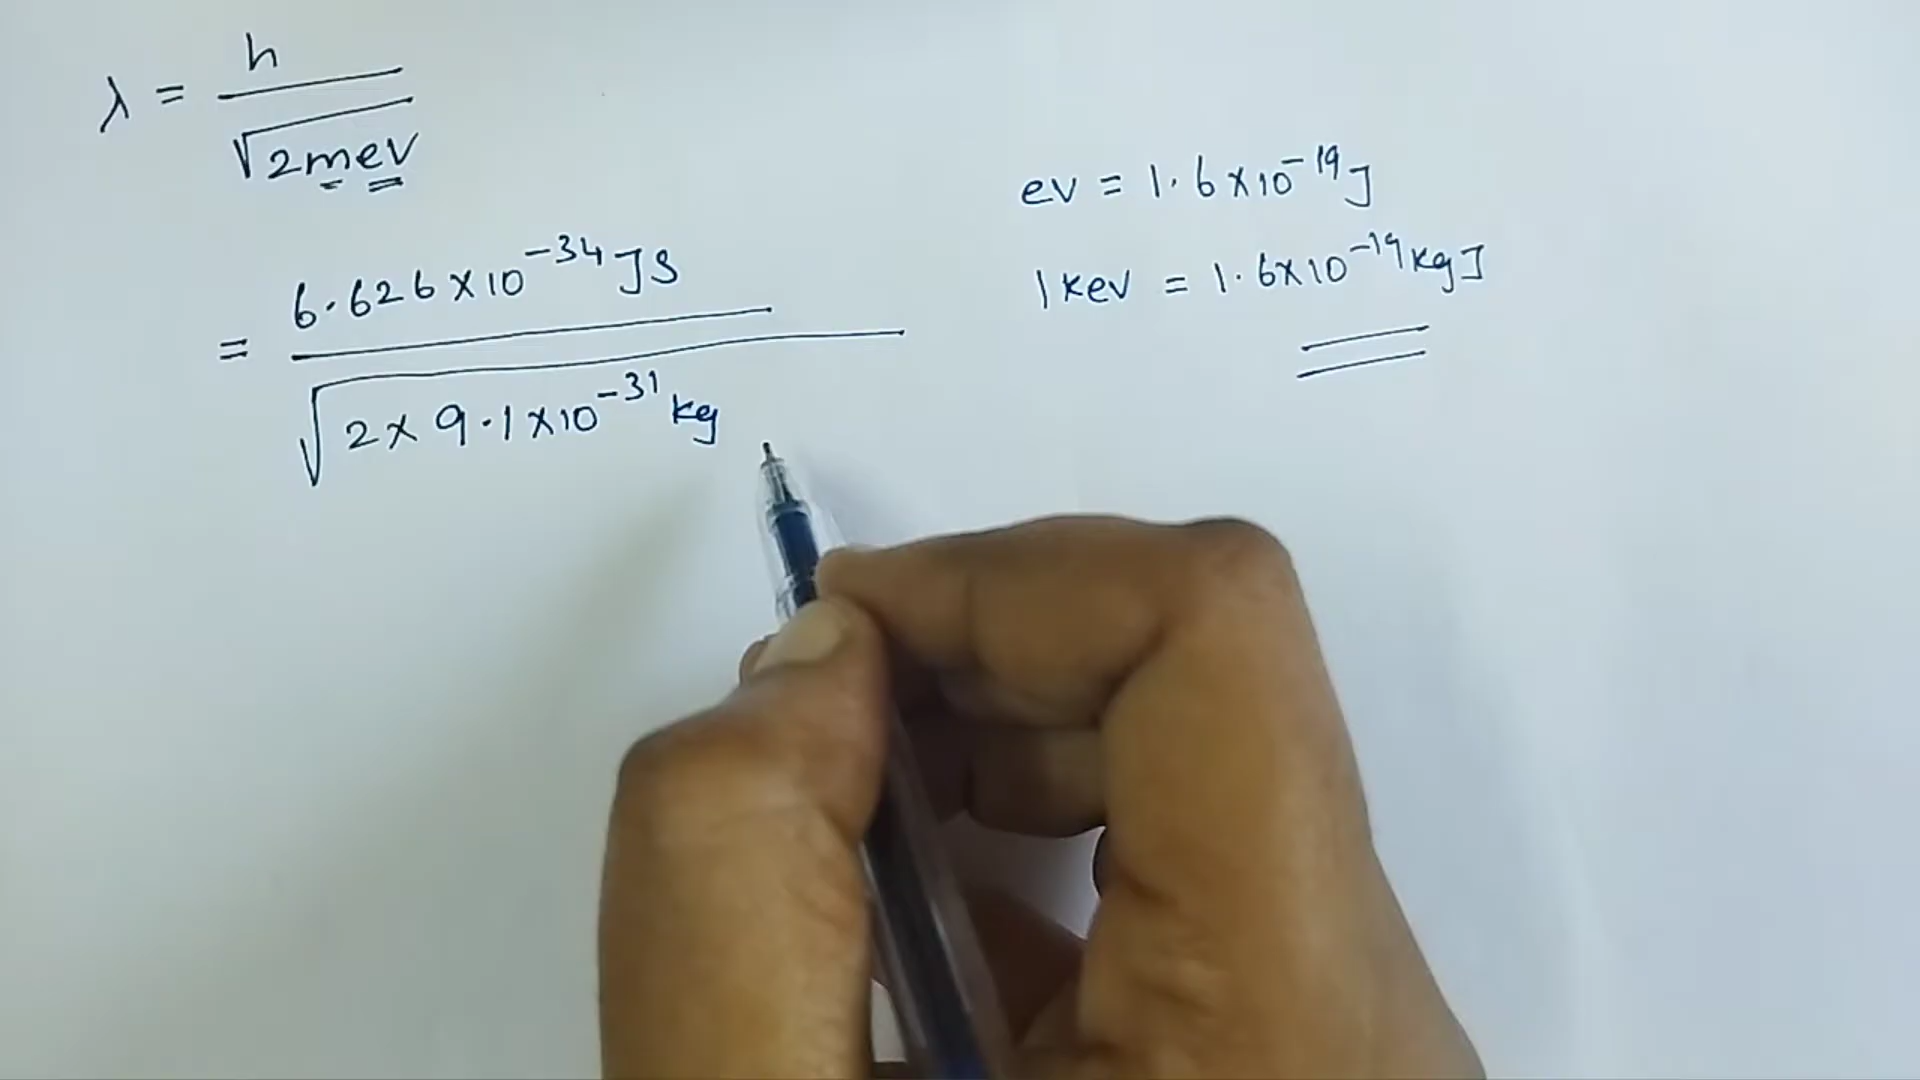 λ = h / √2mev
= 6.626 × 10⁻³⁴ JS / √2 × 9.1 × 10⁻³¹ kg
ev = 1.6 × 10⁻¹⁹ J
1 kev = 1.6 × 10⁻¹⁹ kg J